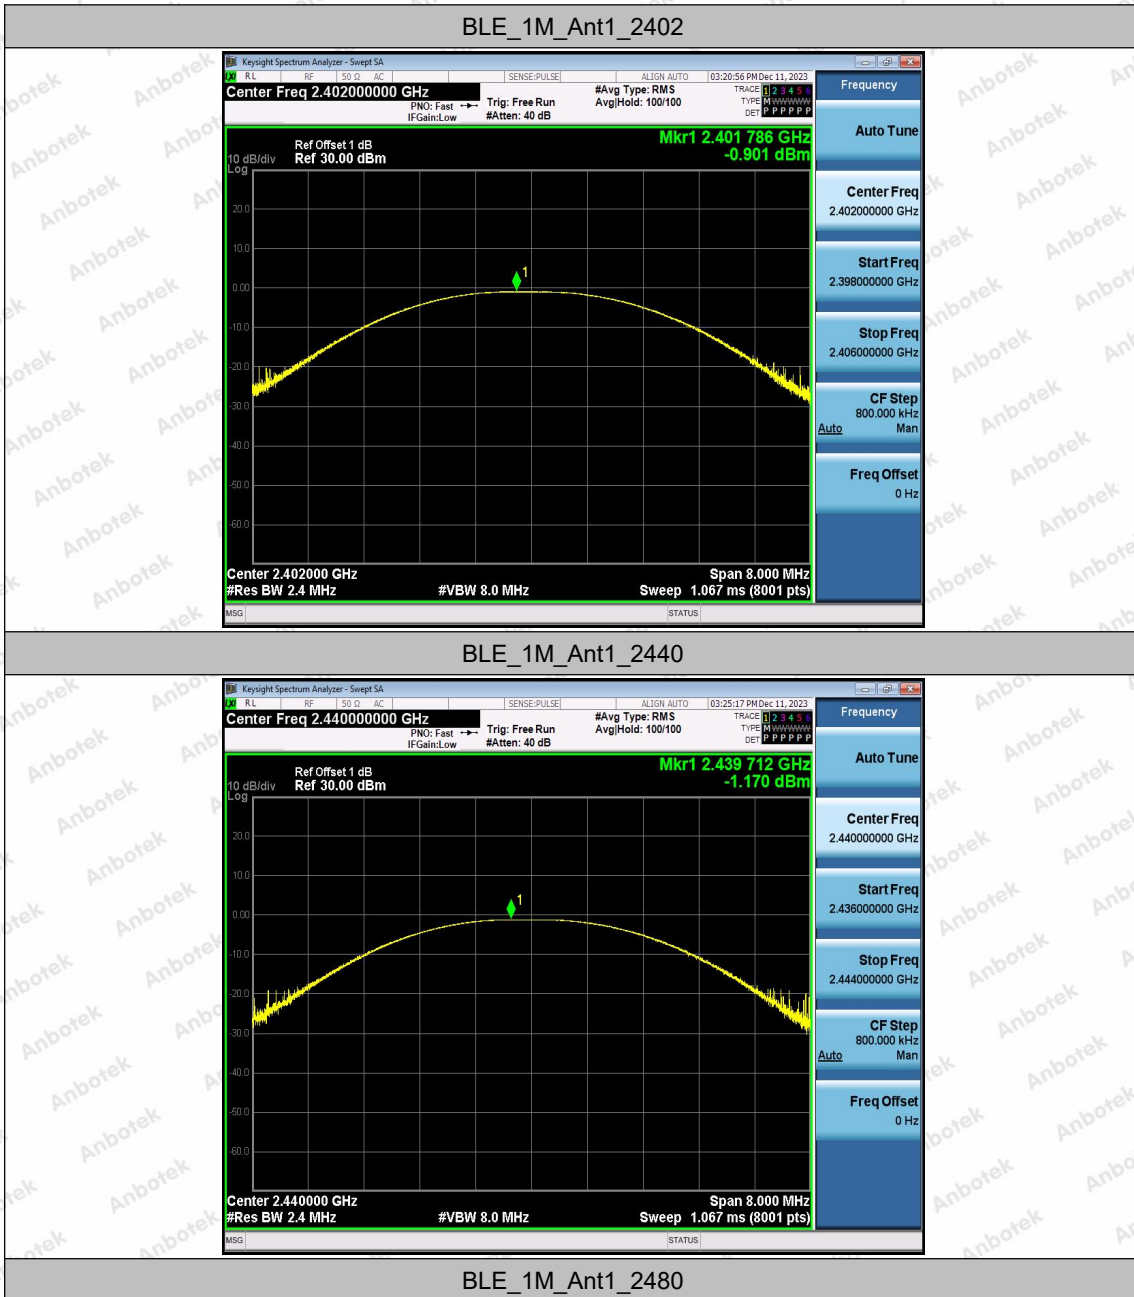 BLE_1M_Ant1_2402
Keysight Spectrum Analyzer - Swept SA
LXI RL RF 50 Ω AC SENSE:PULSE ALIGN AUTO 03:20:56 PM Dec 11, 2023
Center Freq 2.402000000 GHz
PNO: Fast
IFGain:Low
Trig: Free Run
#Atten: 40 dB
#Avg Type: RMS
Avg|Hold: 100/100
TRACE 1 2 3 4 5 6
TYPE M W W W W W
DET P P P P P P
Frequency
Auto Tune
Center Freq
2.402000000 GHz
Start Freq
2.398000000 GHz
Stop Freq
2.406000000 GHz
CF Step
800.000 kHz
Auto Man
Freq Offset
0 Hz
Mkr1 2.401 786 GHz
-0.901 dBm
Ref Offset 1 dB
10 dB/div Ref 30.00 dBm
Log
20.0
10.0
0.00
-10.0
-20.0
-30.0
-40.0
-50.0
-60.0
1
Center 2.402000 GHz Span 8.000 MHz
#Res BW 2.4 MHz #VBW 8.0 MHz Sweep 1.067 ms (8001 pts)
MSG STATUS
BLE_1M_Ant1_2440
Keysight Spectrum Analyzer - Swept SA
LXI RL RF 50 Ω AC SENSE:PULSE ALIGN AUTO 03:25:17 PM Dec 11, 2023
Center Freq 2.440000000 GHz
PNO: Fast
IFGain:Low
Trig: Free Run
#Atten: 40 dB
#Avg Type: RMS
Avg|Hold: 100/100
TRACE 1 2 3 4 5 6
TYPE M W W W W W
DET P P P P P P
Frequency
Auto Tune
Center Freq
2.440000000 GHz
Start Freq
2.436000000 GHz
Stop Freq
2.444000000 GHz
CF Step
800.000 kHz
Auto Man
Freq Offset
0 Hz
Mkr1 2.439 712 GHz
-1.170 dBm
Ref Offset 1 dB
10 dB/div Ref 30.00 dBm
Log
20.0
10.0
0.00
-10.0
-20.0
-30.0
-40.0
-50.0
-60.0
1
Center 2.440000 GHz Span 8.000 MHz
#Res BW 2.4 MHz #VBW 8.0 MHz Sweep 1.067 ms (8001 pts)
MSG STATUS
BLE_1M_Ant1_2480
Anbotek